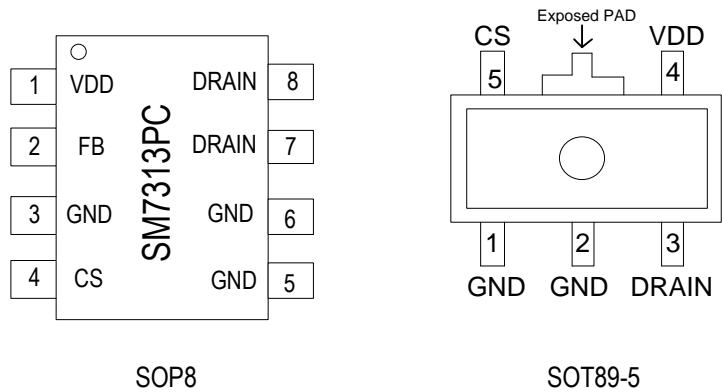 Exposed PAD
CS
VDD
5
4
1 VDD DRAIN 8
2 FB DRAIN 7
3 GND GND 6
4 CS GND 5
SM7313PC
1 2 3
GND GND DRAIN
SOP8
SOT89-5